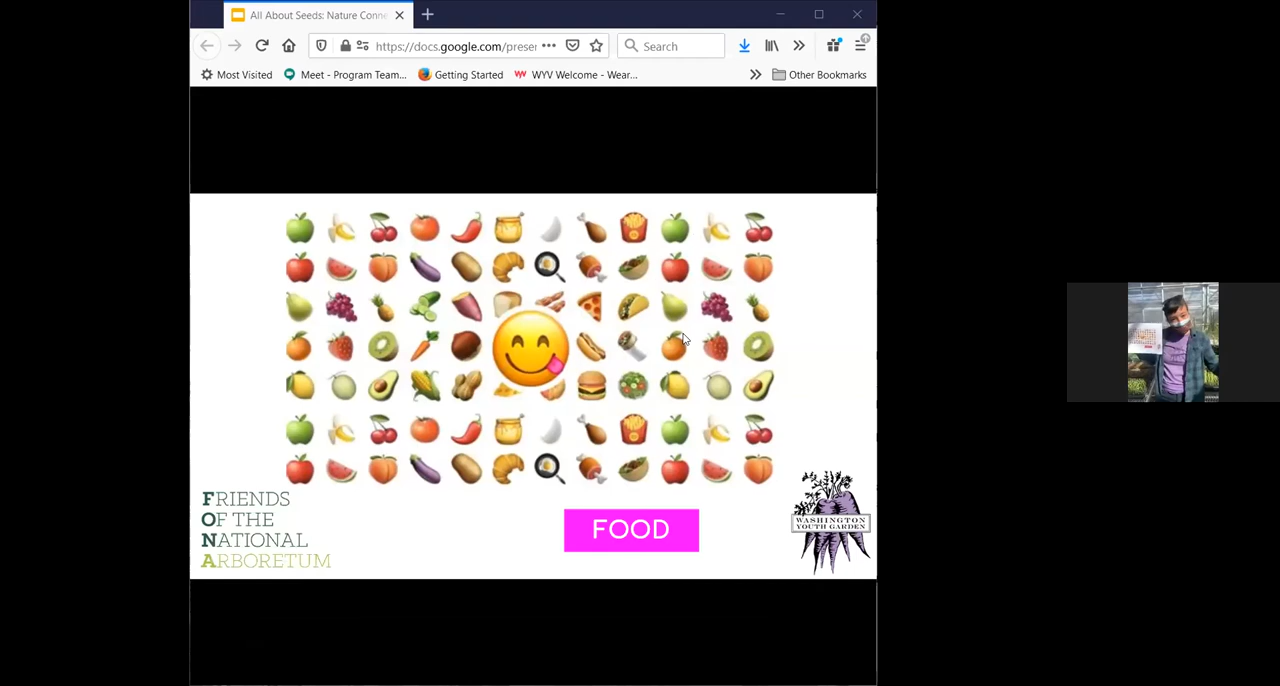 All About Seeds: Nature Conne
https://docs.google.com/preser
Search
Most Visited
Meet - Program Team...
Getting Started
WYV Welcome - Wear...
Other Bookmarks
FRIENDS
OF THE
NATIONAL
ARBORETUM
FOOD
WASHINGTON
YOUTH GARDEN